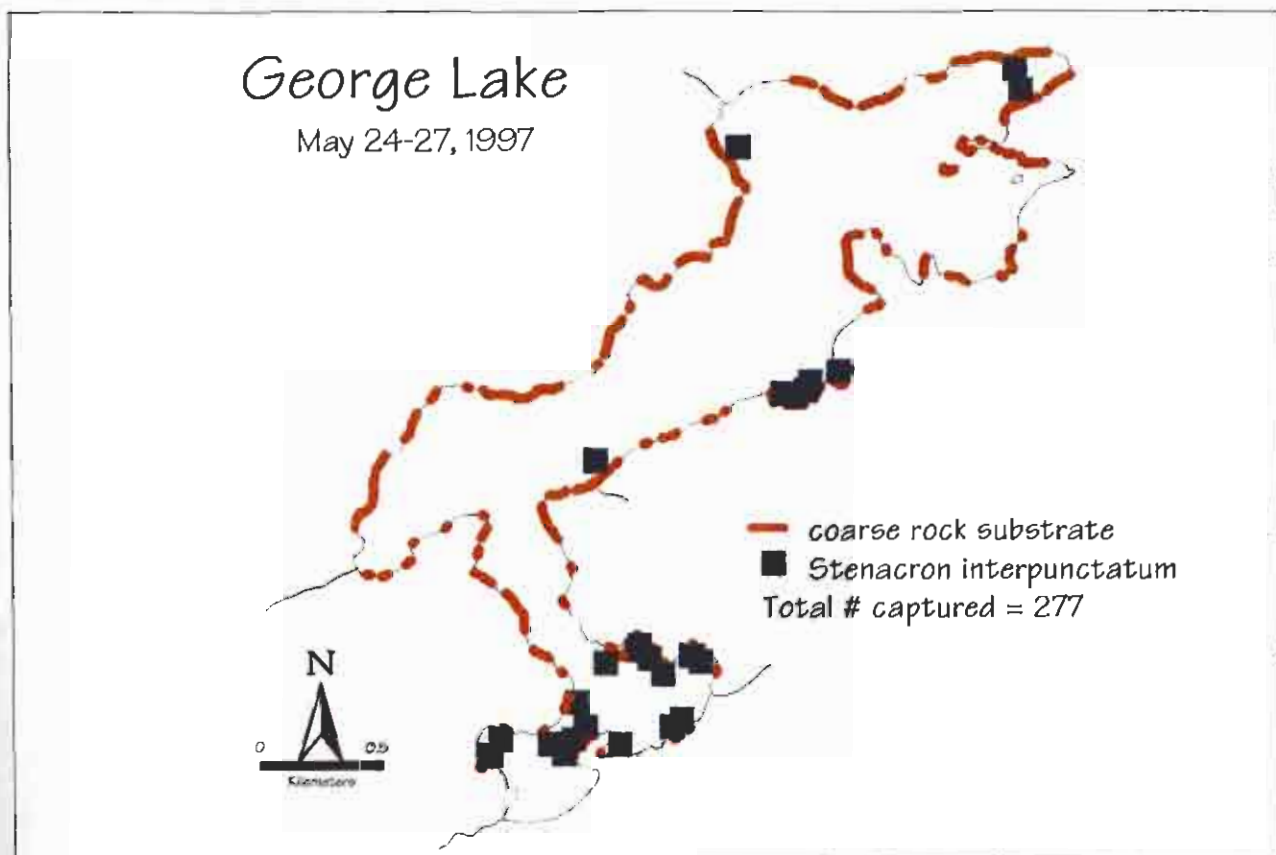 George Lake
May 24-27, 1997
coarse rock substrate
Stenacron interpunctatum
Total # captured = 277
N
0 0.5
Kilometers